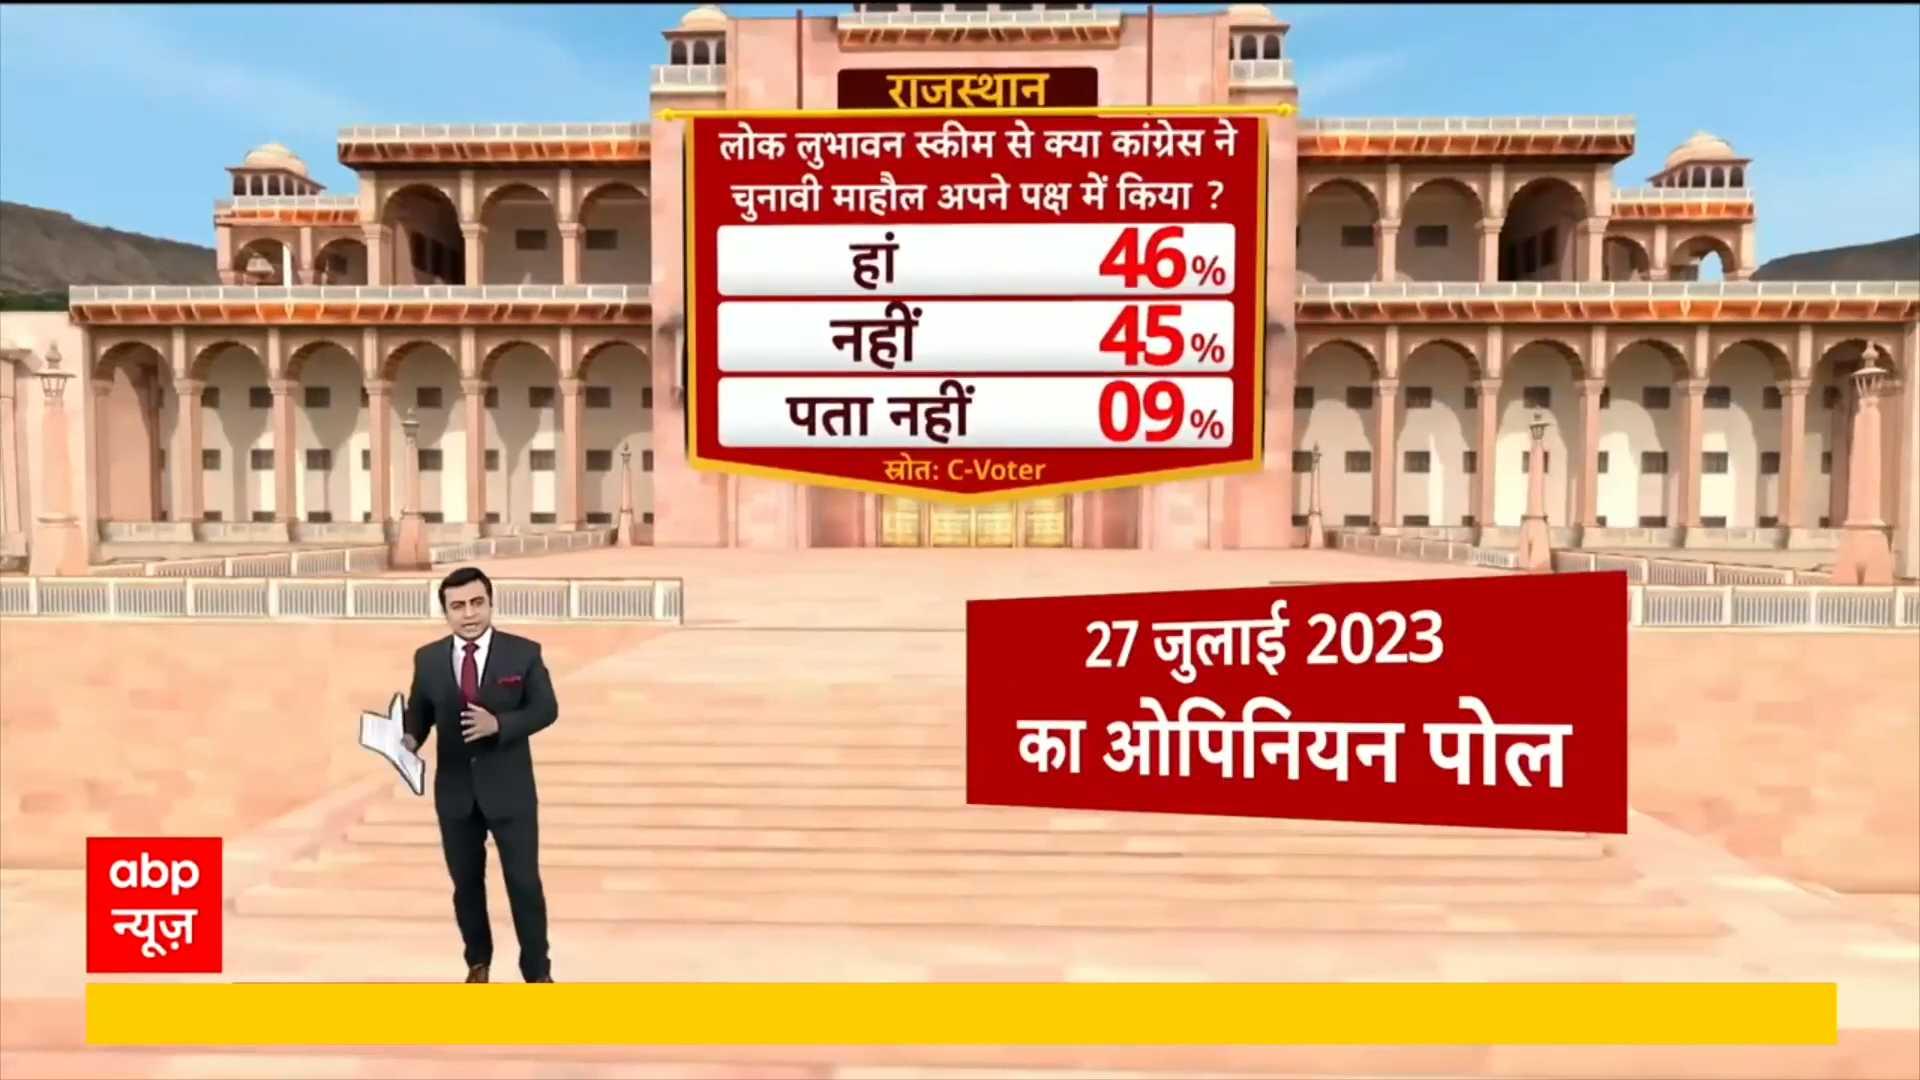 राजस्थान
लोक लुभावन स्कीम से क्या कांग्रेस ने
चुनावी माहौल अपने पक्ष में किया ?
हां 46%
नहीं 45%
पता नहीं 09%
स्रोत: C-Voter
27 जुलाई 2023
का ओपिनियन पोल
abp
न्यूज़